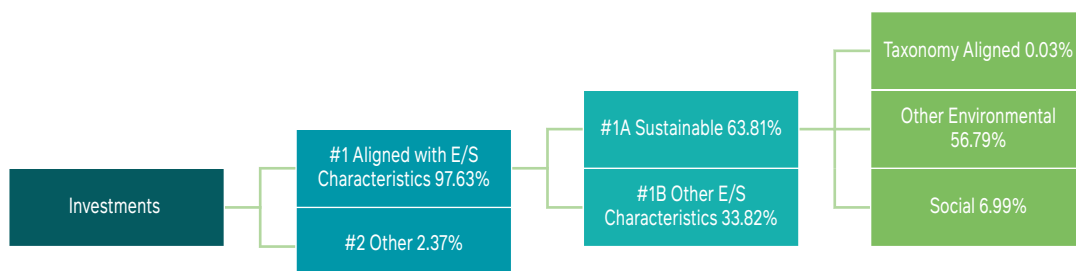 Investments
#1 Aligned with E/S
Characteristics 97.63%
#2 Other 2.37%
#1A Sustainable 63.81%
#1B Other E/S
Characteristics 33.82%
Taxonomy Aligned 0.03%
Other Environmental
56.79%
Social 6.99%